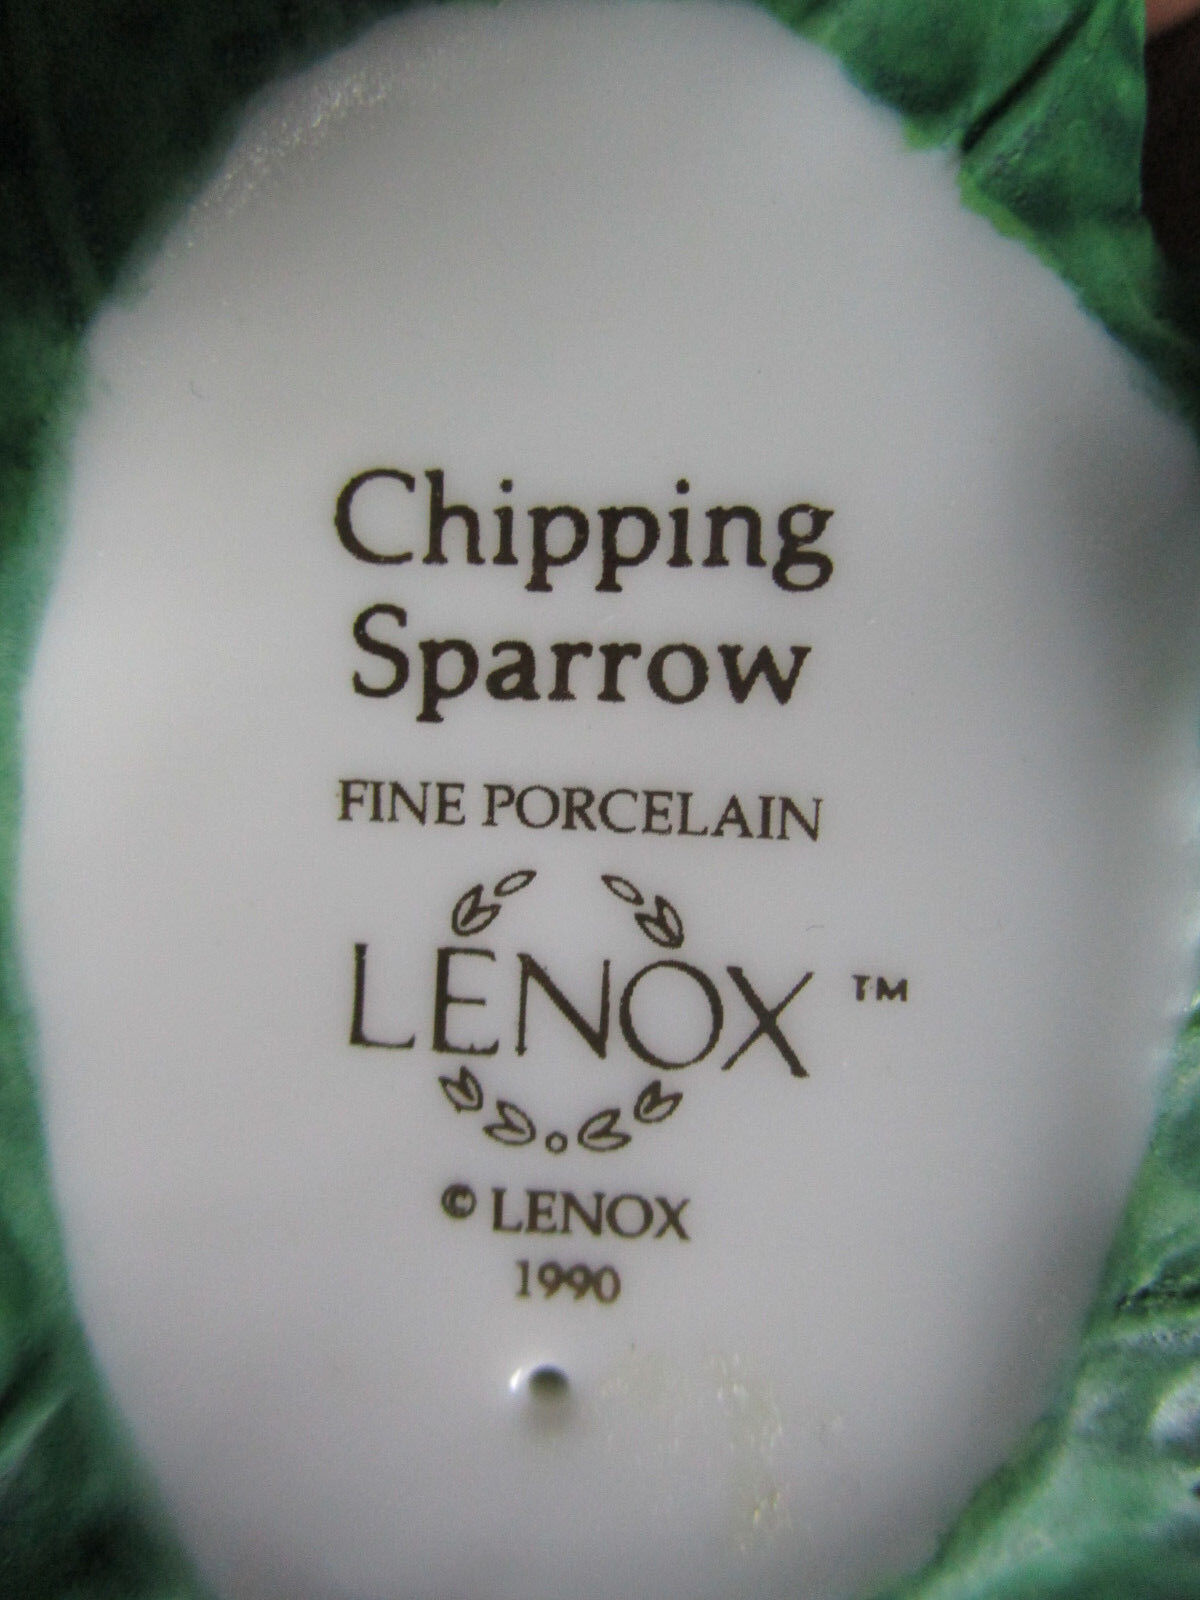 Chipping
Sparrow
FINE PORCELAIN
LENOX ™
© LENOX
1990